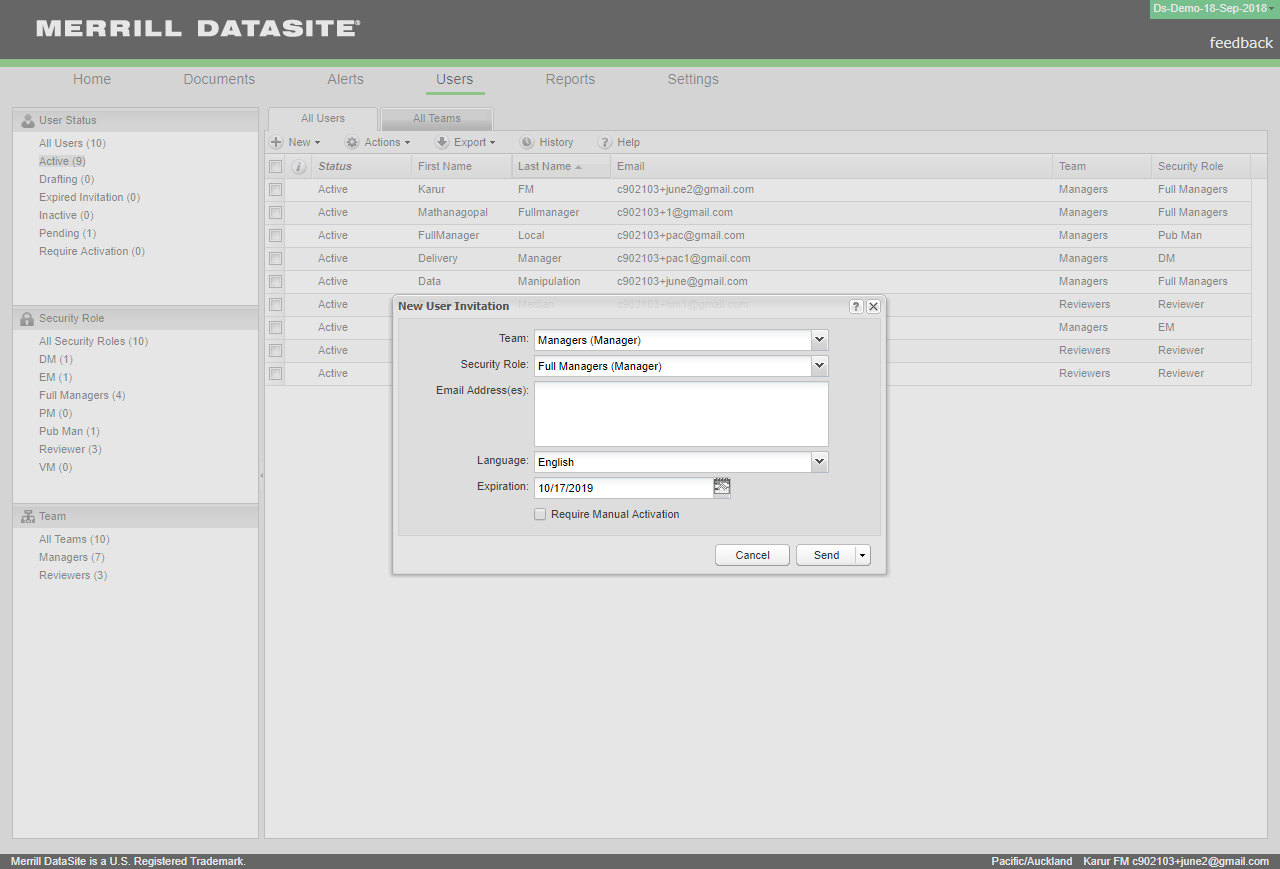 MERRILL DATASITE®
Ds-Demo-18-Sep-2018
feedback
Home Documents Alerts Users Reports Settings
User Status
All Users (10)
Active (9)
Drafting (0)
Expired Invitation (0)
Inactive (0)
Pending (1)
Require Activation (0)
Security Role
All Security Roles (10)
DM (1)
EM (1)
Full Managers (4)
PM (0)
Pub Man (1)
Reviewer (3)
VM (0)
Team
All Teams (10)
Managers (7)
Reviewers (3)
All Users All Teams
New Actions Export History ? Help
i Status First Name Last Name Email Team Security Role
Active Karur FM c902103+june2@gmail.com Managers Full Managers
Active Mathanagopal Fullmanager c902103+1@gmail.com Managers Full Managers
Active FullManager Local c902103+pac@gmail.com Managers Pub Man
Active Delivery Manager c902103+pac1@gmail.com Managers DM
Active Data Manipulation c902103+june@gmail.com Managers Full Managers
Active Median c902103+hm1@gmail.com Reviewers Reviewer
Active Managers EM
Active Reviewers Reviewer
Active Reviewers Reviewer
New User Invitation ?
Team: Managers (Manager)
Security Role: Full Managers (Manager)
Email Address(es):
Language: English
Expiration: 10/17/2019
Require Manual Activation
Cancel Send
Merrill DataSite is a U.S. Registered Trademark. Pacific/Auckland Karur FM c902103+june2@gmail.com